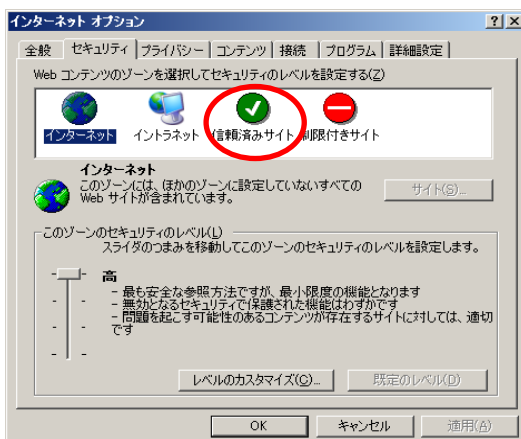 インターネット オプション
全般 セキュリティ プライバシー コンテンツ 接続 プログラム 詳細設定
Web コンテンツのゾーンを選択してセキュリティのレベルを設定する(Z)
インターネット イントラネット 信頼済みサイト 制限付きサイト
インターネット
このゾーンには、ほかのゾーンに設定していないすべての
Web サイトが含まれています。
サイト(S)...
このゾーンのセキュリティのレベル(L)
スライダのつまみを移動してこのゾーンのセキュリティのレベルを設定します。
高
- 最も安全な参照方法ですが、最小限度の機能となります
- 無効となるセキュリティで保護された機能はわずかです
- 問題を起こす可能性のあるコンテンツが存在するサイトに対しては、適切
です
レベルのカスタマイズ(C)... 既定のレベル(D)
OK キャンセル 適用(A)